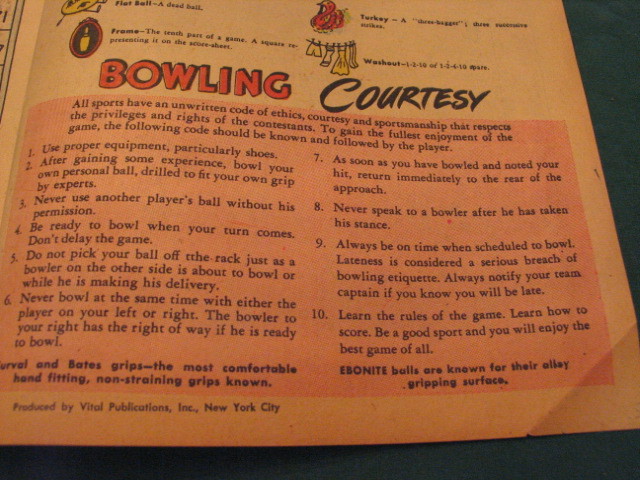 Flat Ball—A dead ball.
Frame—The tenth part of a game. A square re-
presenting it on the score-sheet.
Turkey — A "three-bagger"; three successive
strikes.
Washout—1-2-10 of 1-2-4-10 spare.
BOWLING COURTESY
All sports have an unwritten code of ethics, courtesy and sportsmanship that respects
the privileges and rights of the contestants. To gain the fullest enjoyment of the
game, the following code should be known and followed by the player.
1. Use proper equipment, particularly shoes.
2. After gaining some experience, bowl your
own personal ball, drilled to fit your own grip
by experts.
3. Never use another player's ball without his
permission.
4. Be ready to bowl when your turn comes.
Don't delay the game.
5. Do not pick your ball off tthe rack just as a
bowler on the other side is about to bowl or
while he is making his delivery.
6. Never bowl at the same time with either the
player on your left or right. The bowler to
your right has the right of way if he is ready
to bowl.
urval and Bates grips—the most comfortable
hand fitting, non-straining grips known.
7. As soon as you have bowled and noted your
hit, return immediately to the rear of the
approach.
8. Never speak to a bowler after he has taken
his stance.
9. Always be on time when scheduled to bowl.
Lateness is considered a serious breach of
bowling etiquette. Always notify your team
captain if you know you will be late.
10. Learn the rules of the game. Learn how to
score. Be a good sport and you will enjoy the
best game of all.
EBONITE balls are known for their alley
gripping surface.
Produced by Vital Publications, Inc., New York City